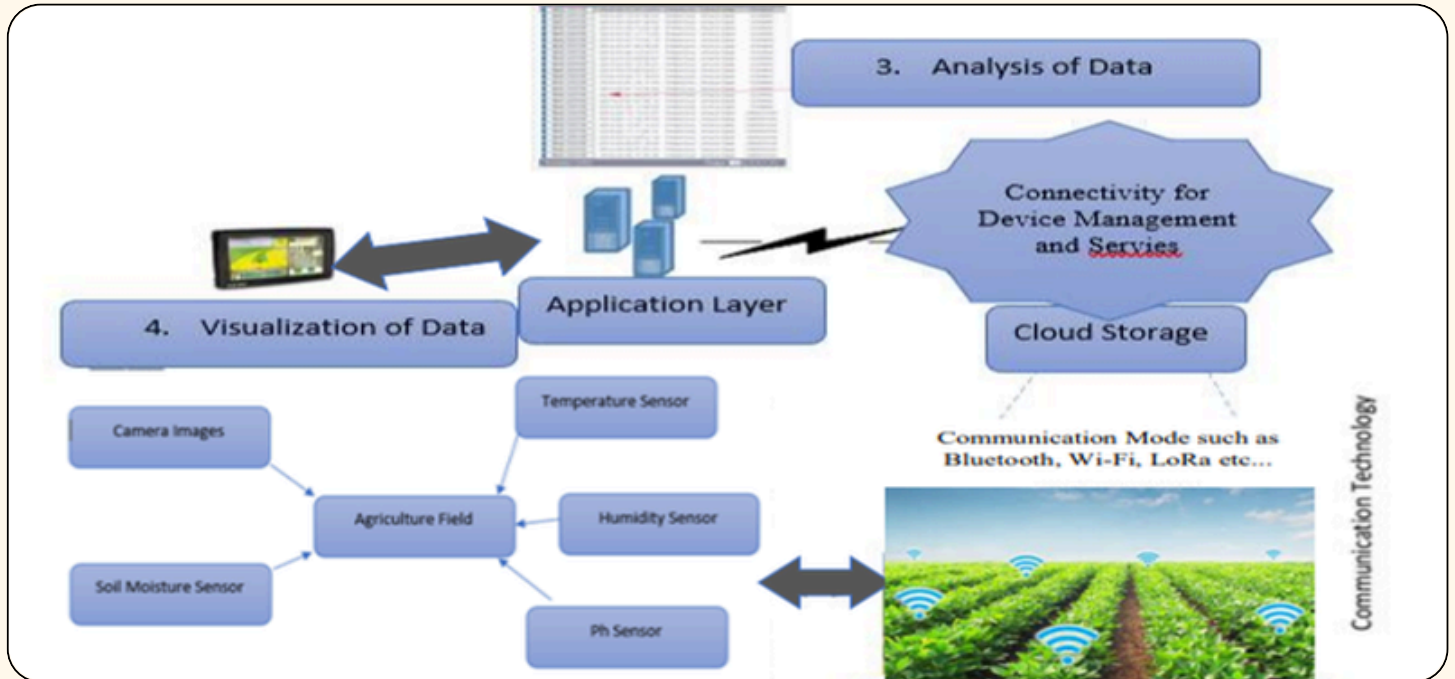 3. Analysis of Data
Connectivity for
Device Management
and Servies
Application Layer
4. Visualization of Data
Cloud Storage
Temperature Sensor
Camera Images
Communication Mode such as
Bluetooth, Wi-Fi, LoRa etc...
Agriculture Field
Humidity Sensor
Soil Moisture Sensor
Ph Sensor
Communication Technology